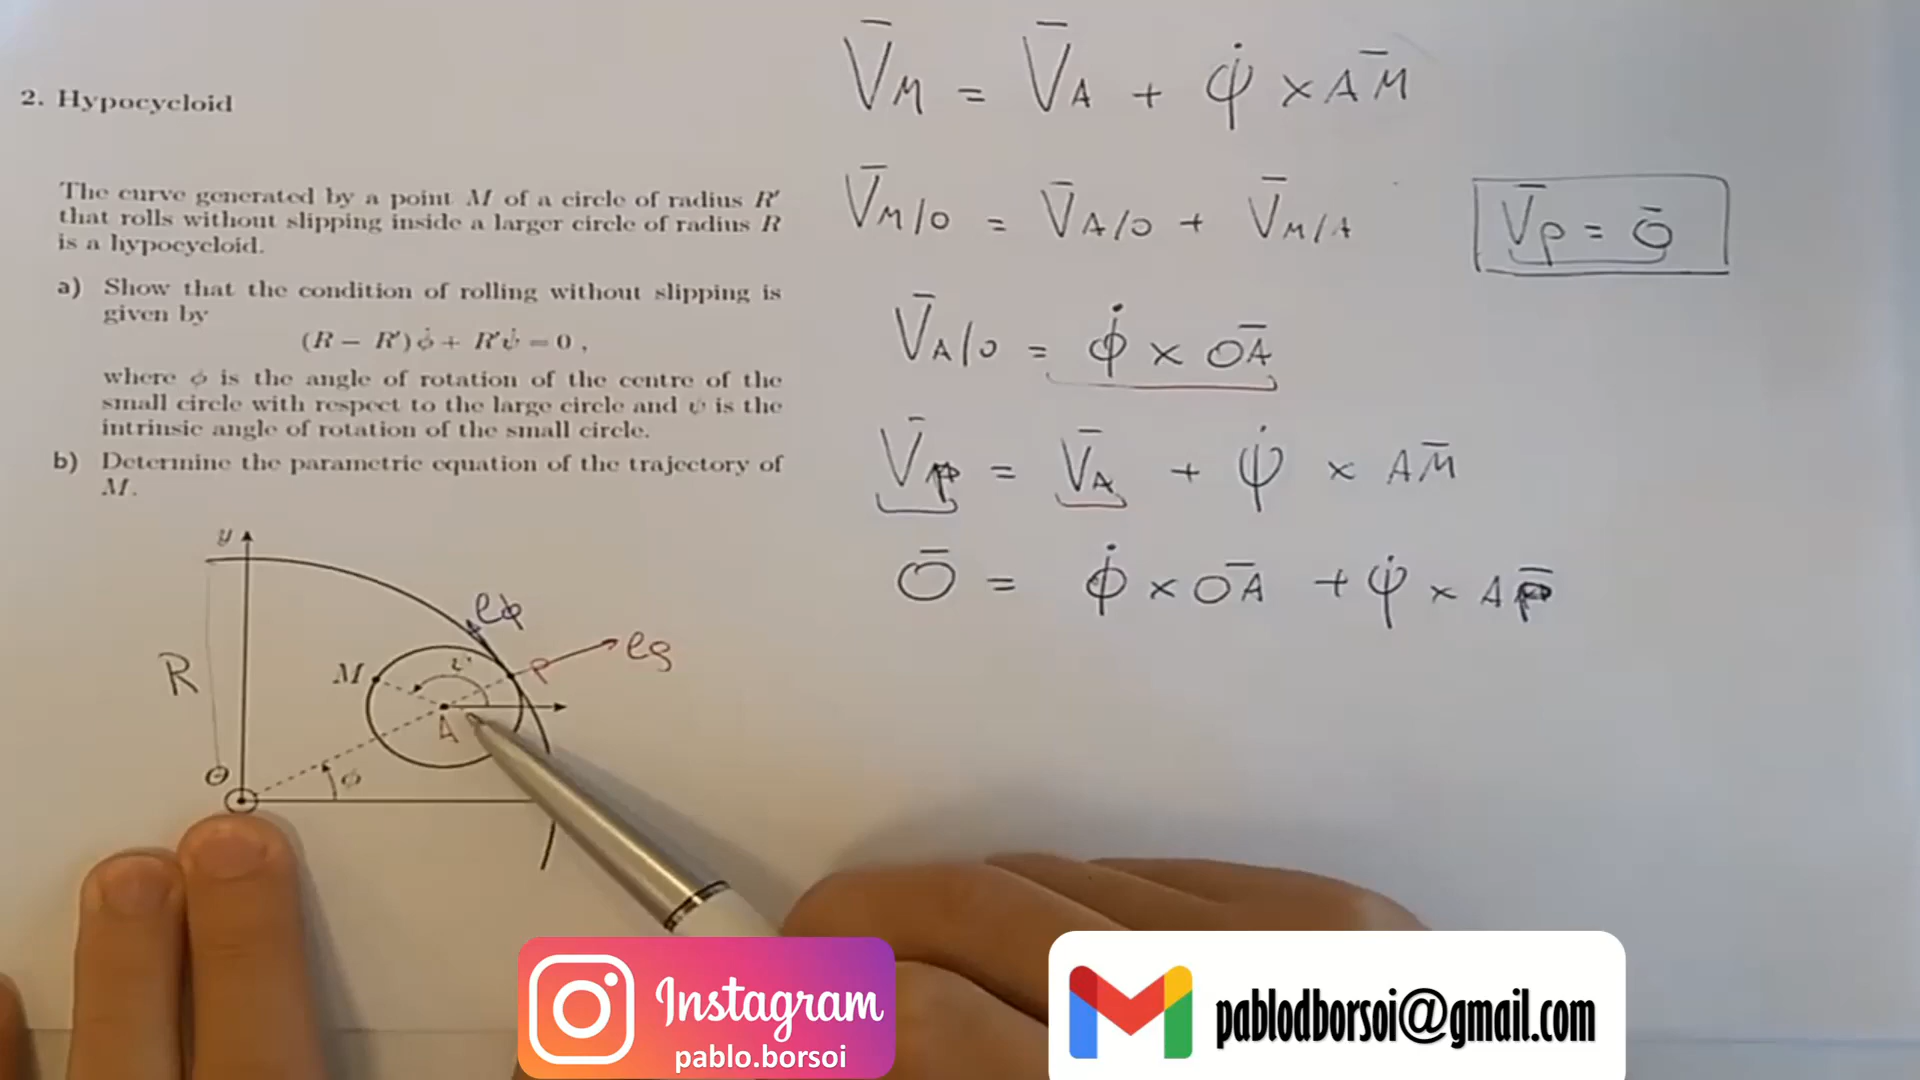 2. Hypocycloid
The curve generated by a point M of a circle of radius R'
that rolls without slipping inside a larger circle of radius R
is a hypocycloid.
a) Show that the condition of rolling without slipping is
given by
(R − R')ϕ̇ + R'ψ̇ = 0 ,
where ϕ is the angle of rotation of the centre of the
small circle with respect to the large circle and ψ is the
intrinsic angle of rotation of the small circle.
b) Determine the parametric equation of the trajectory of
M.
y
eϕ
eρ
R
M
ψ
P
A
O
ϕ
V̄M = V̄A + ψ̇ × AM̄
V̄M/O = V̄A/O + V̄M/A
V̄P = Ō
V̄A/O = ϕ̇ × OĀ
V̄P = V̄A + ψ̇ × AM̄
Ō = ϕ̇ × OĀ + ψ̇ × AP̄
Instagram
pablo.borsoi
pablodborsoi@gmail.com